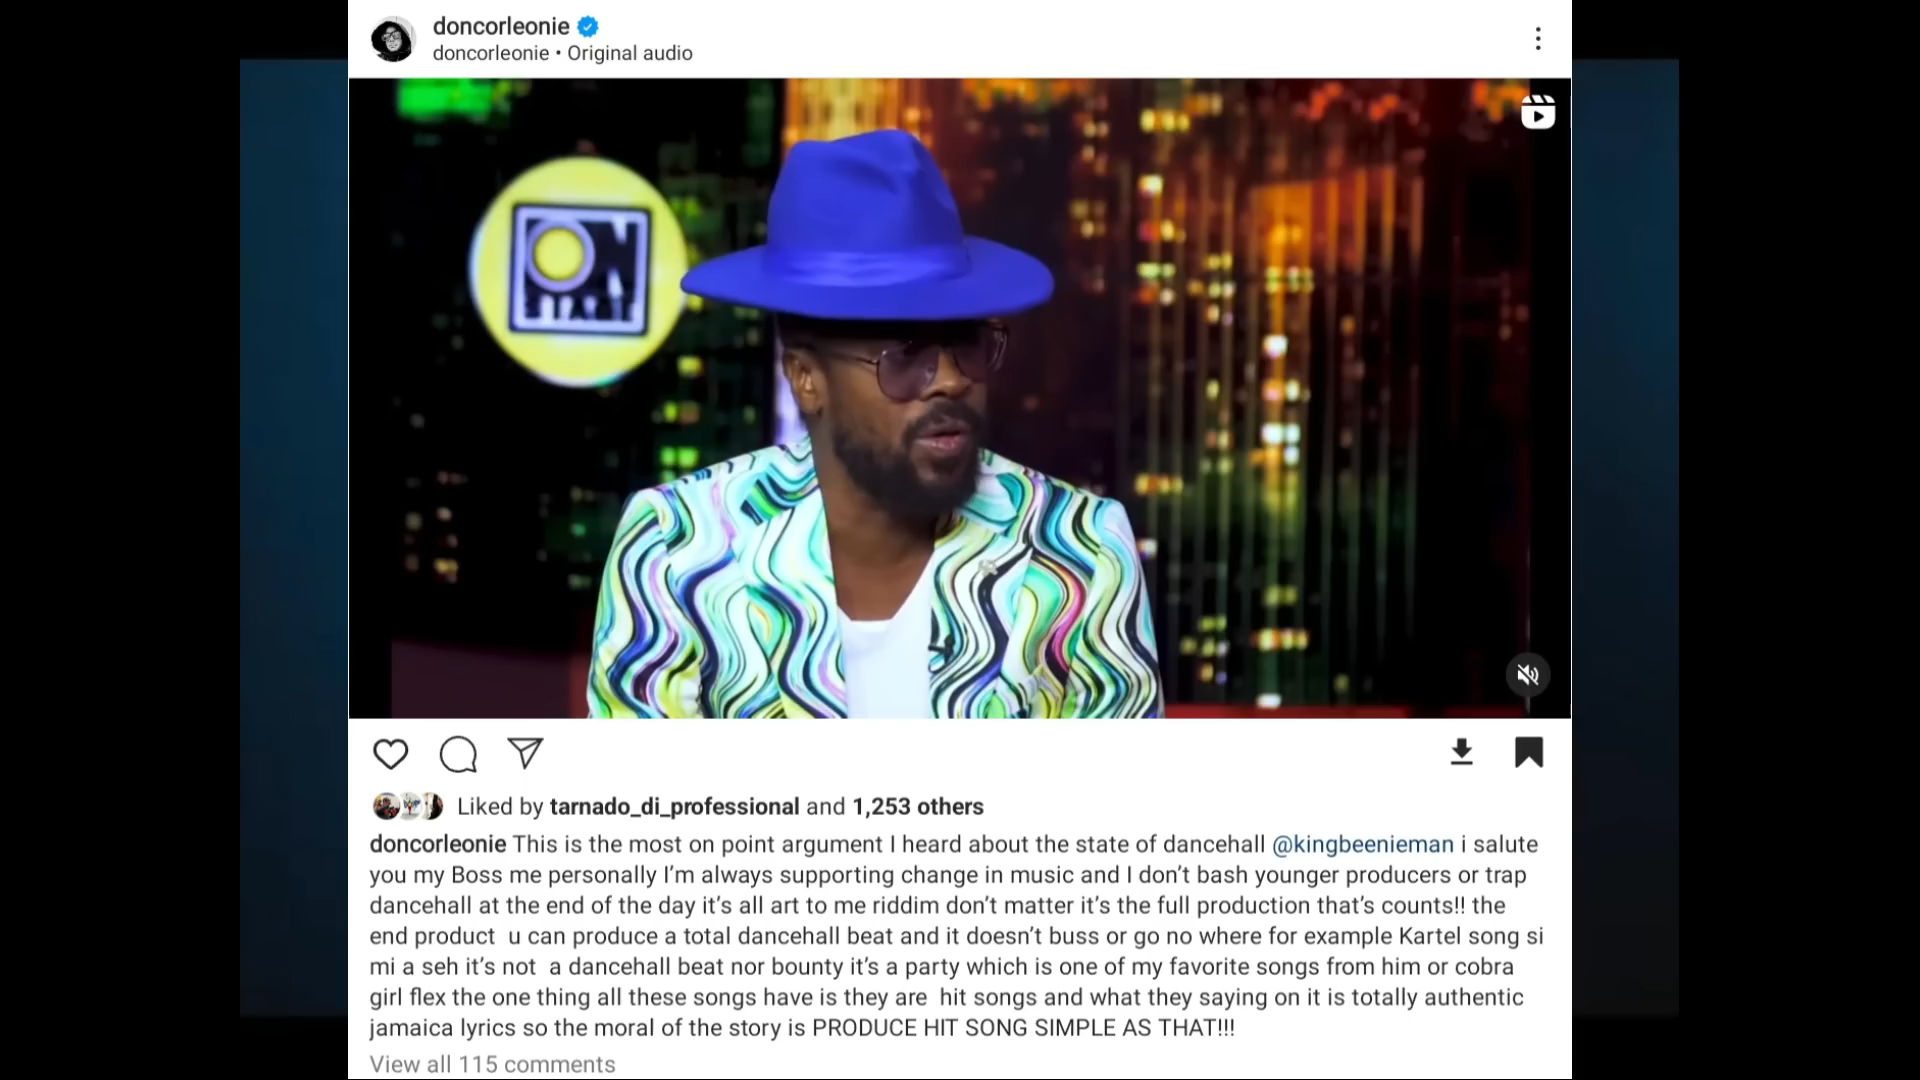 doncorleonie
doncorleonie • Original audio
ON
STAGE
Liked by tarnado_di_professional and 1,253 others
doncorleonie This is the most on point argument I heard about the state of dancehall @kingbeenieman i salute
you my Boss me personally I’m always supporting change in music and I don’t bash younger producers or trap
dancehall at the end of the day it’s all art to me riddim don’t matter it’s the full production that’s counts!! the
end product  u can produce a total dancehall beat and it doesn’t buss or go no where for example Kartel song si
mi a seh it’s not  a dancehall beat nor bounty it’s a party which is one of my favorite songs from him or cobra
girl flex the one thing all these songs have is they are  hit songs and what they saying on it is totally authentic
jamaica lyrics so the moral of the story is PRODUCE HIT SONG SIMPLE AS THAT!!!
View all 115 comments